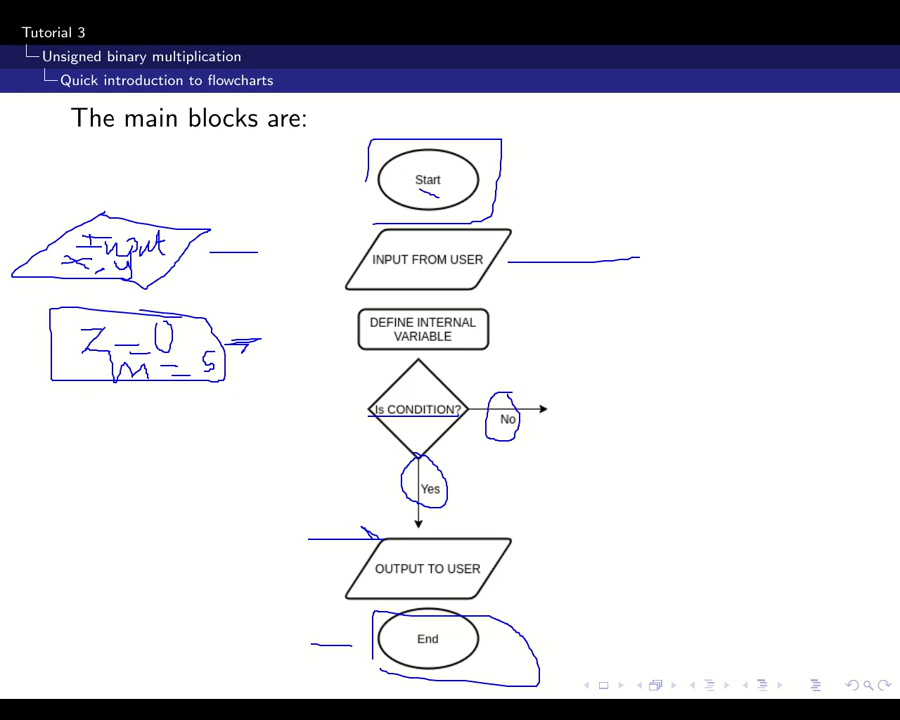 Tutorial 3
Unsigned binary multiplication
Quick introduction to flowcharts
The main blocks are:
Start
Input
x, y
INPUT FROM USER
Z = 0
M = 5
DEFINE INTERNAL
VARIABLE
Is CONDITION?
No
Yes
OUTPUT TO USER
End